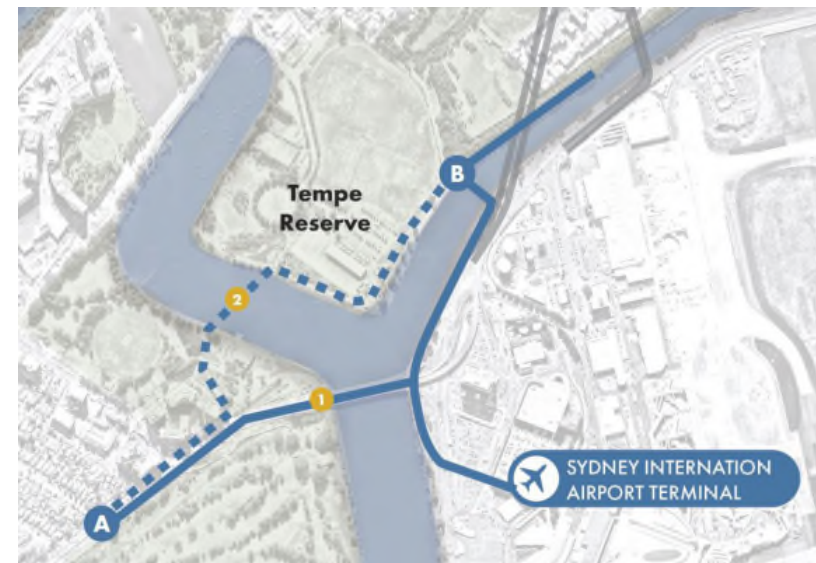 B
Tempe
Reserve
2
1
SYDNEY INTERNATION
AIRPORT TERMINAL
A